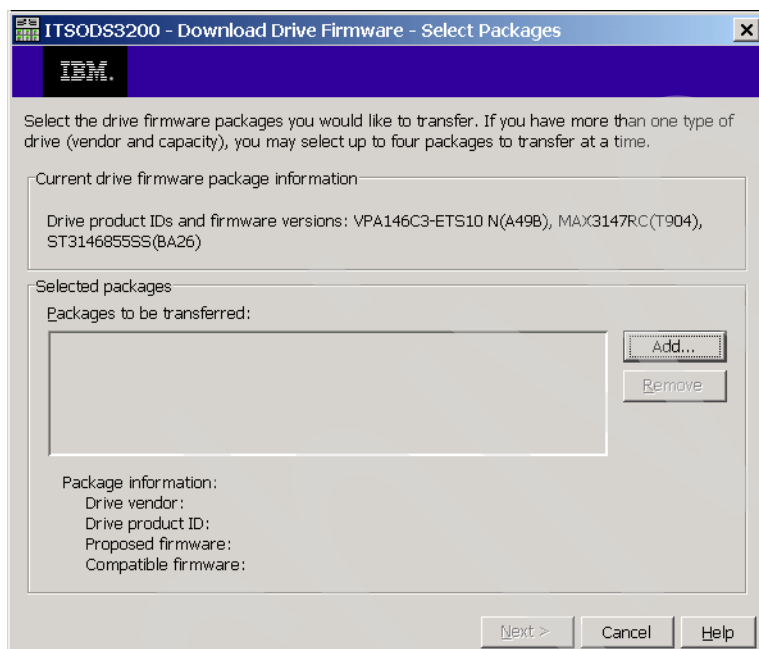 ITSODS3200 - Download Drive Firmware - Select Packages
IBM.
Select the drive firmware packages you would like to transfer. If you have more than one type of
drive (vendor and capacity), you may select up to four packages to transfer at a time.
Current drive firmware package information
Drive product IDs and firmware versions: VPA146C3-ETS10 N(A49B), MAX3147RC(T904),
ST3146855SS(BA26)
Selected packages
Packages to be transferred:
Add...
Remove
Package information:
Drive vendor:
Drive product ID:
Proposed firmware:
Compatible firmware:
Next >
Cancel
Help